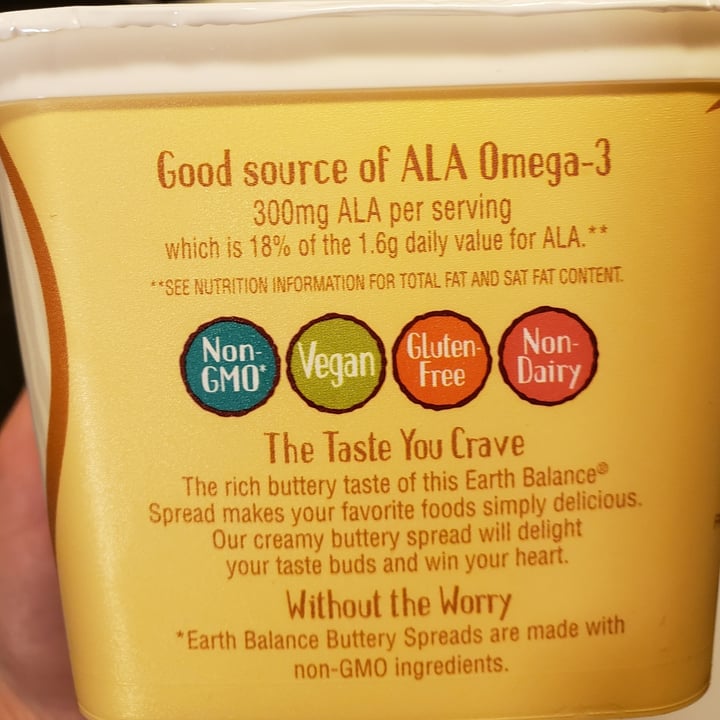 Good source of ALA Omega-3
300mg ALA per serving
which is 18% of the 1.6g daily value for ALA.**
**SEE NUTRITION INFORMATION FOR TOTAL FAT AND SAT FAT CONTENT.
Non-
GMO*
Vegan
Gluten-
Free
Non-
Dairy
The Taste You Crave
The rich buttery taste of this Earth Balance®
Spread makes your favorite foods simply delicious.
Our creamy buttery spread will delight
your taste buds and win your heart.
Without the Worry
*Earth Balance Buttery Spreads are made with
non-GMO ingredients.